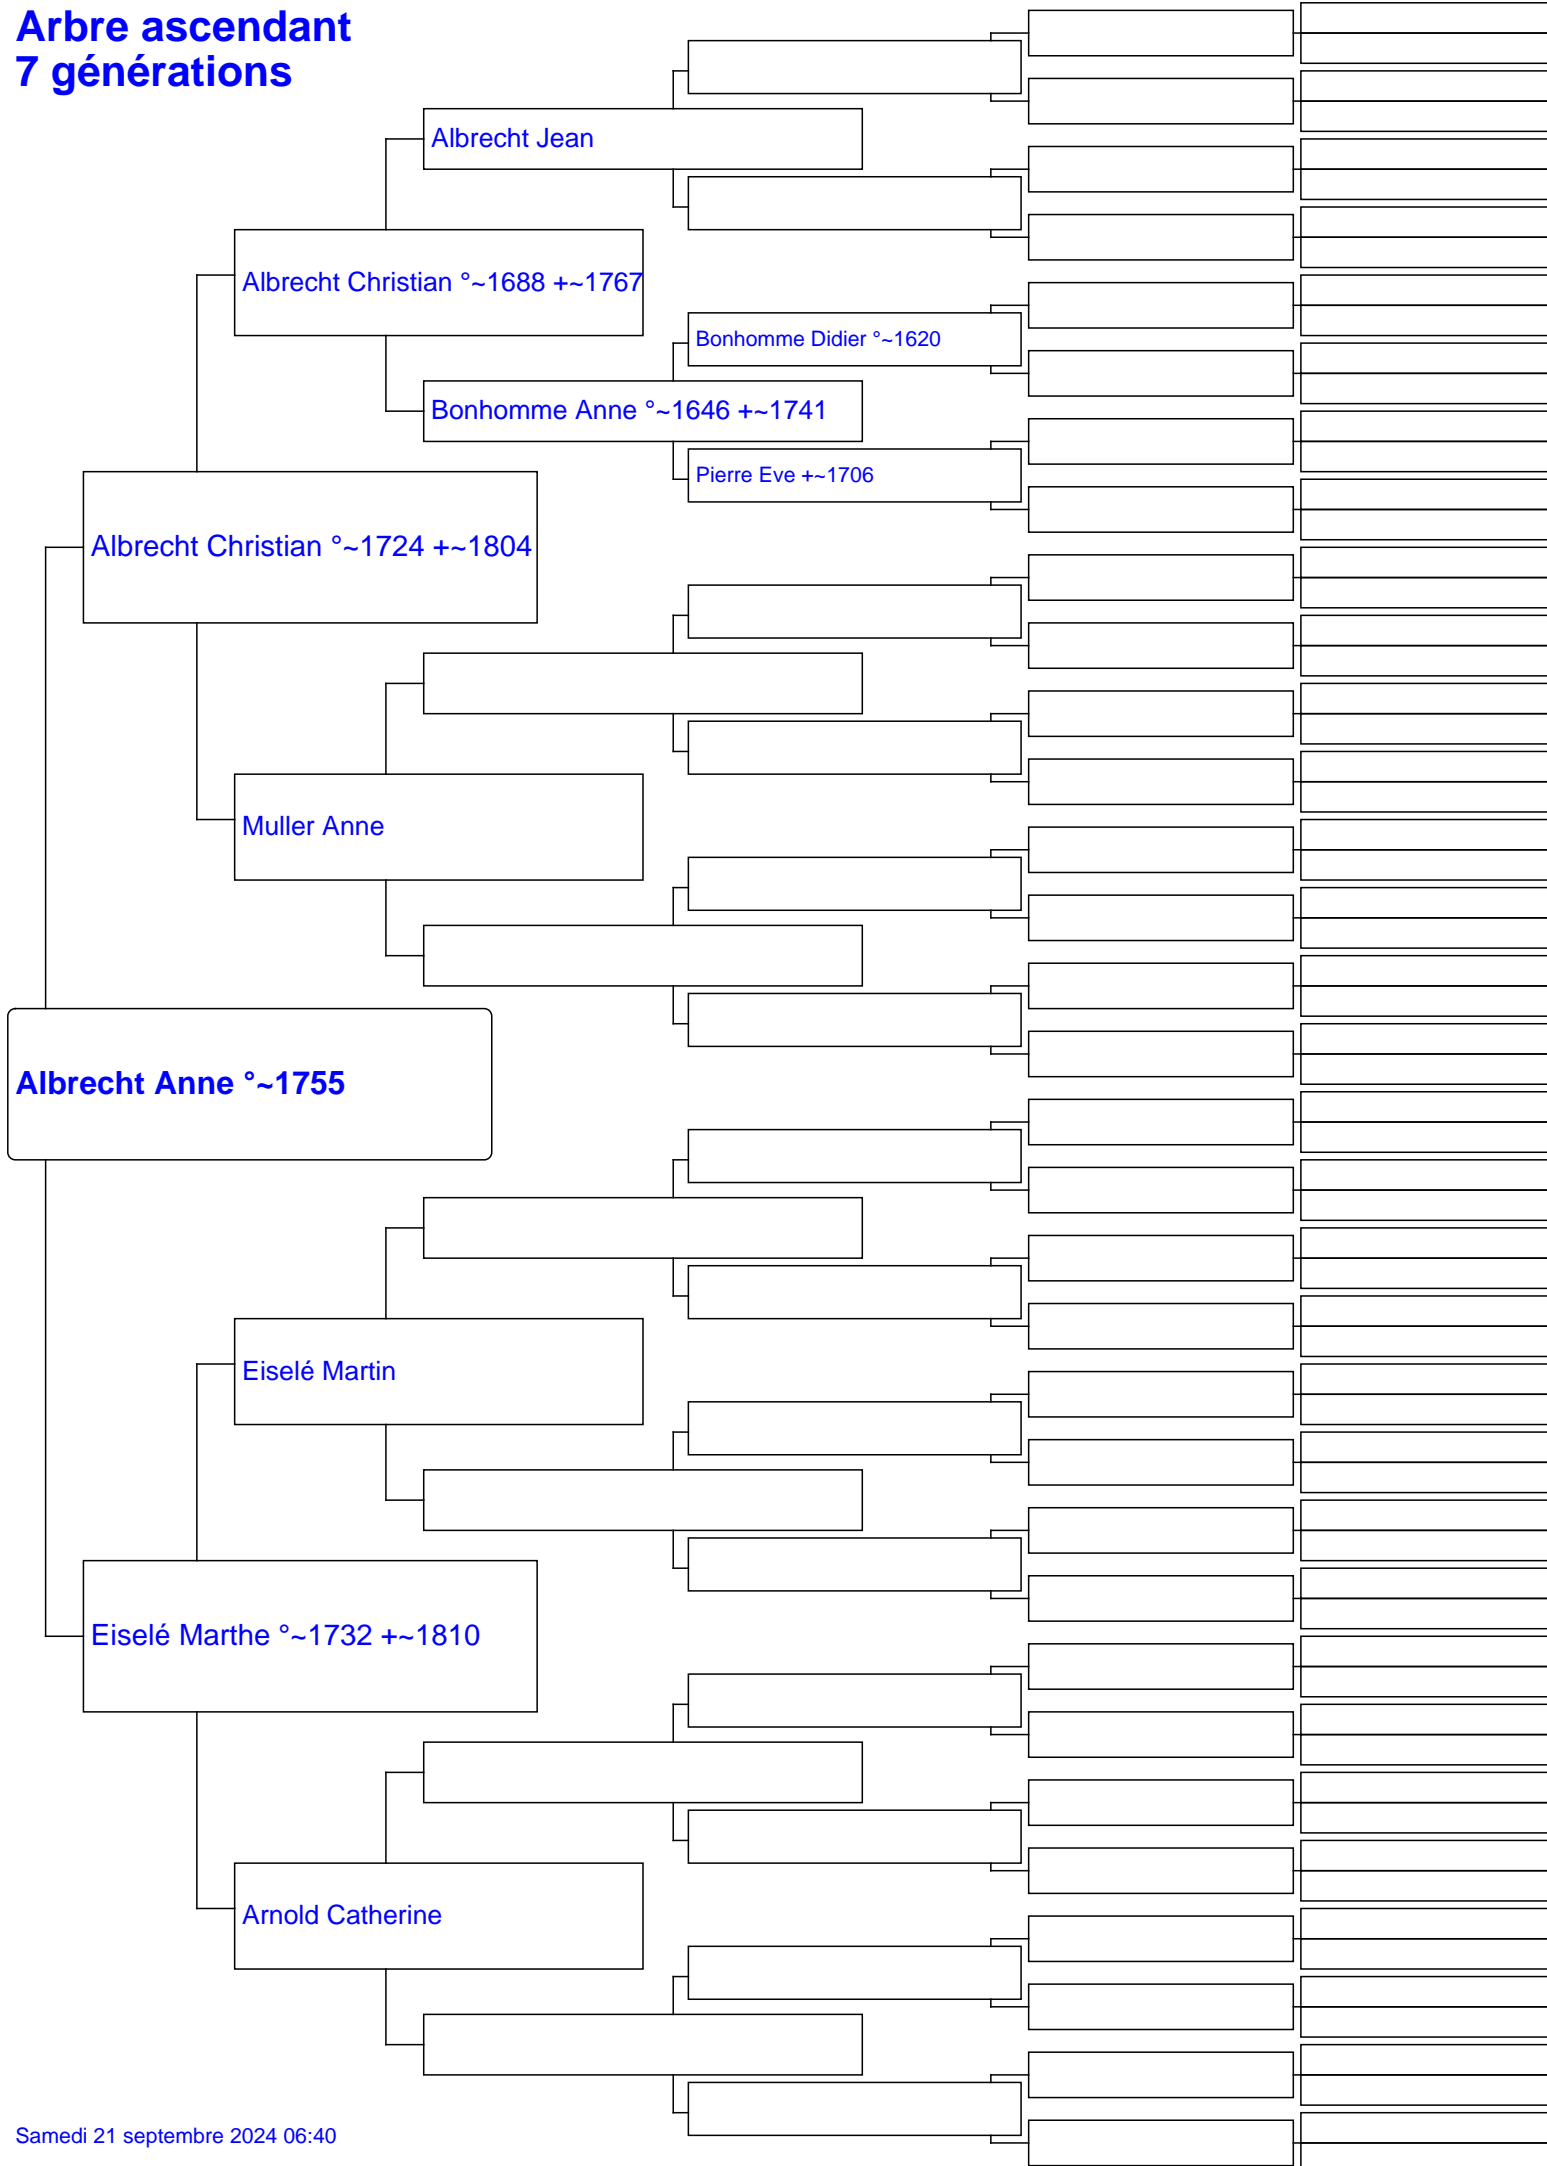 Arbre ascendant
7 générations
Albrecht Jean
Albrecht Christian °~1688 +~1767
Bonhomme Didier °~1620
Bonhomme Anne °~1646 +~1741
Pierre Eve +~1706
Albrecht Christian °~1724 +~1804
Muller Anne
Albrecht Anne °~1755
Eiselé Martin
Eiselé Marthe °~1732 +~1810
Arnold Catherine
Samedi 21 septembre 2024 06:40